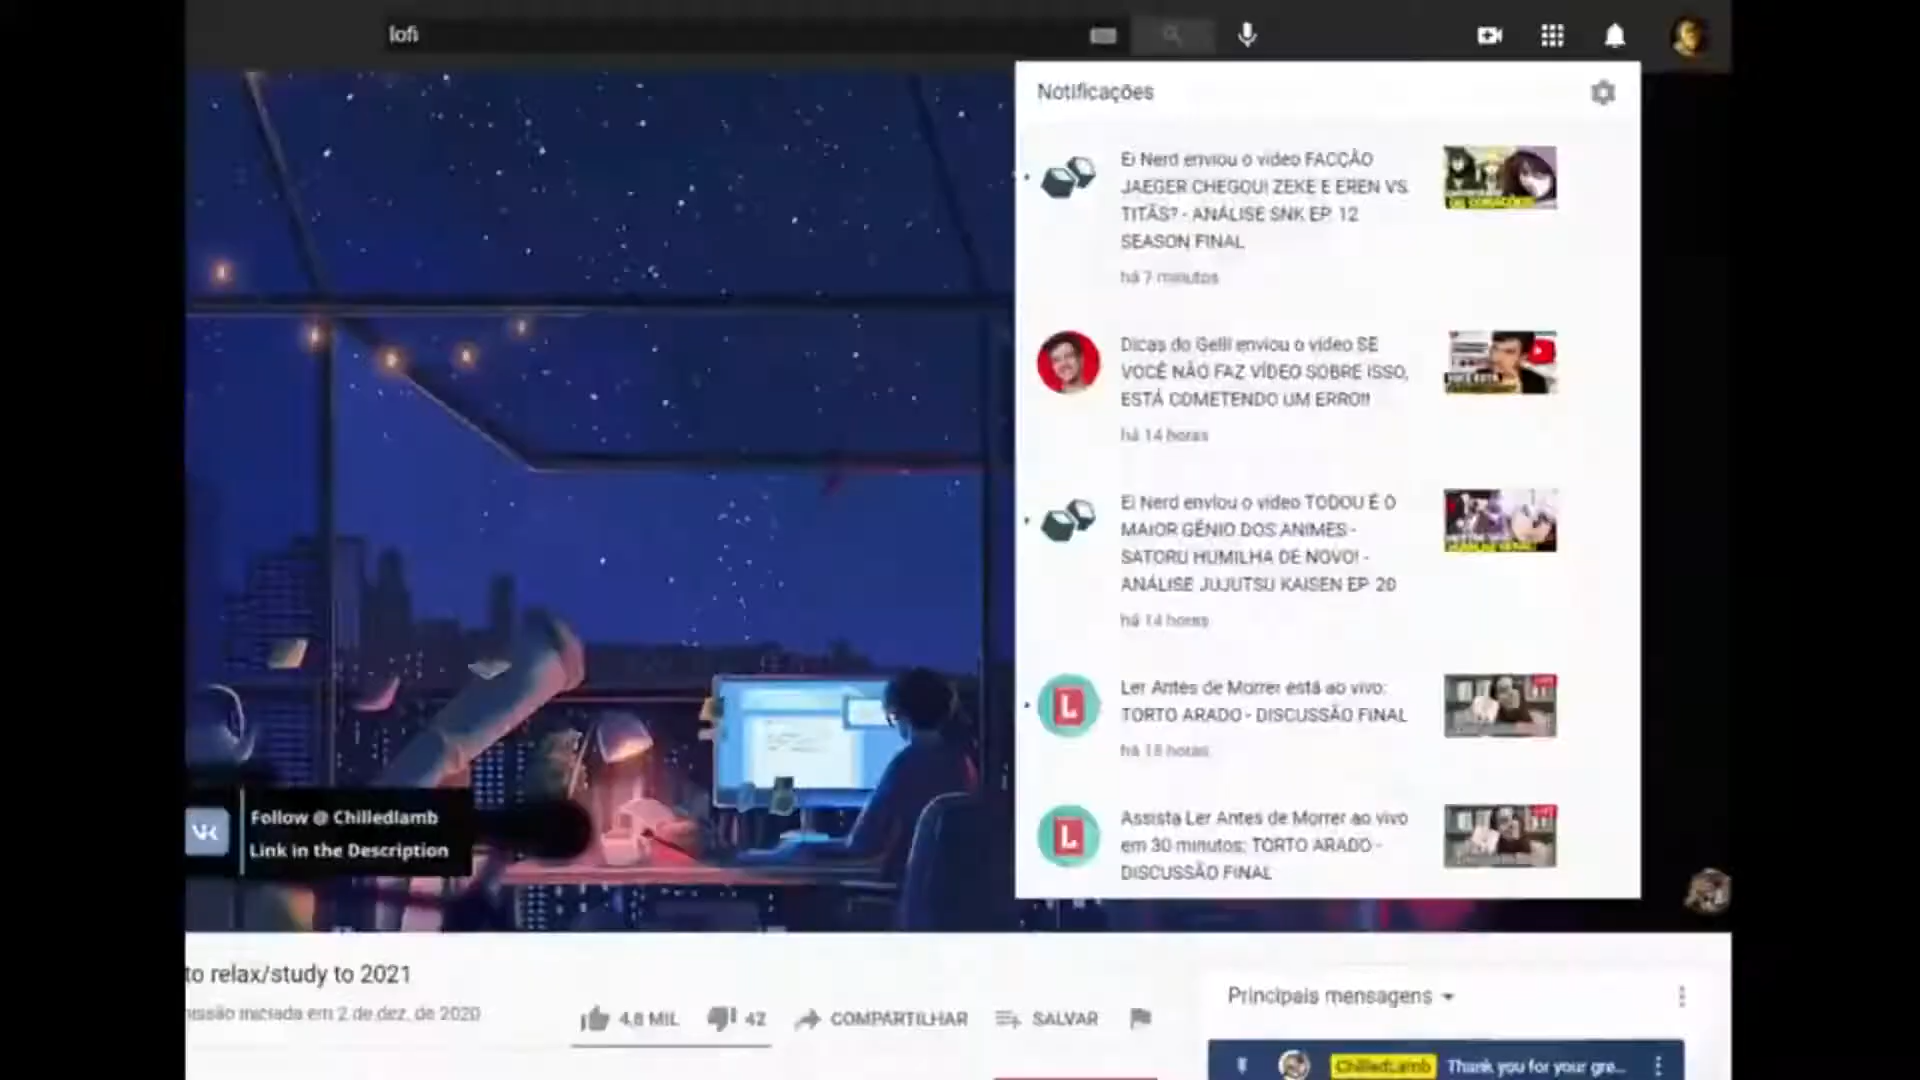 lofi
Notificações
Ei Nerd enviou o vídeo FACÇÃO
JAEGER CHEGOU! ZEKE E EREN VS
TITÃS? - ANÁLISE SNK EP. 12
SEASON FINAL
há 7 minutos
Dicas do Gelli enviou o vídeo SE
VOCÊ NÃO FAZ VÍDEO SOBRE ISSO,
ESTÁ COMETENDO UM ERRO!!
há 14 horas
Ei Nerd enviou o vídeo TODOU É O
MAIOR GÊNIO DOS ANIMES -
SATORU HUMILHA DE NOVO! -
ANÁLISE JUJUTSU KAISEN EP. 20
há 14 horas
L
Ler Antes de Morrer está ao vivo:
TORTO ARADO - DISCUSSÃO FINAL
há 18 horas
L
Assista Ler Antes de Morrer ao vivo
em 30 minutos: TORTO ARADO -
DISCUSSÃO FINAL
Follow @ Chilledlamb
Link in the Description
to relax/study to 2021
issão iniciada em 2 de dez. de 2020
4,8 MIL 42 COMPARTILHAR SALVAR
Principais mensagens
ChilledLamb Thank you for your gre...